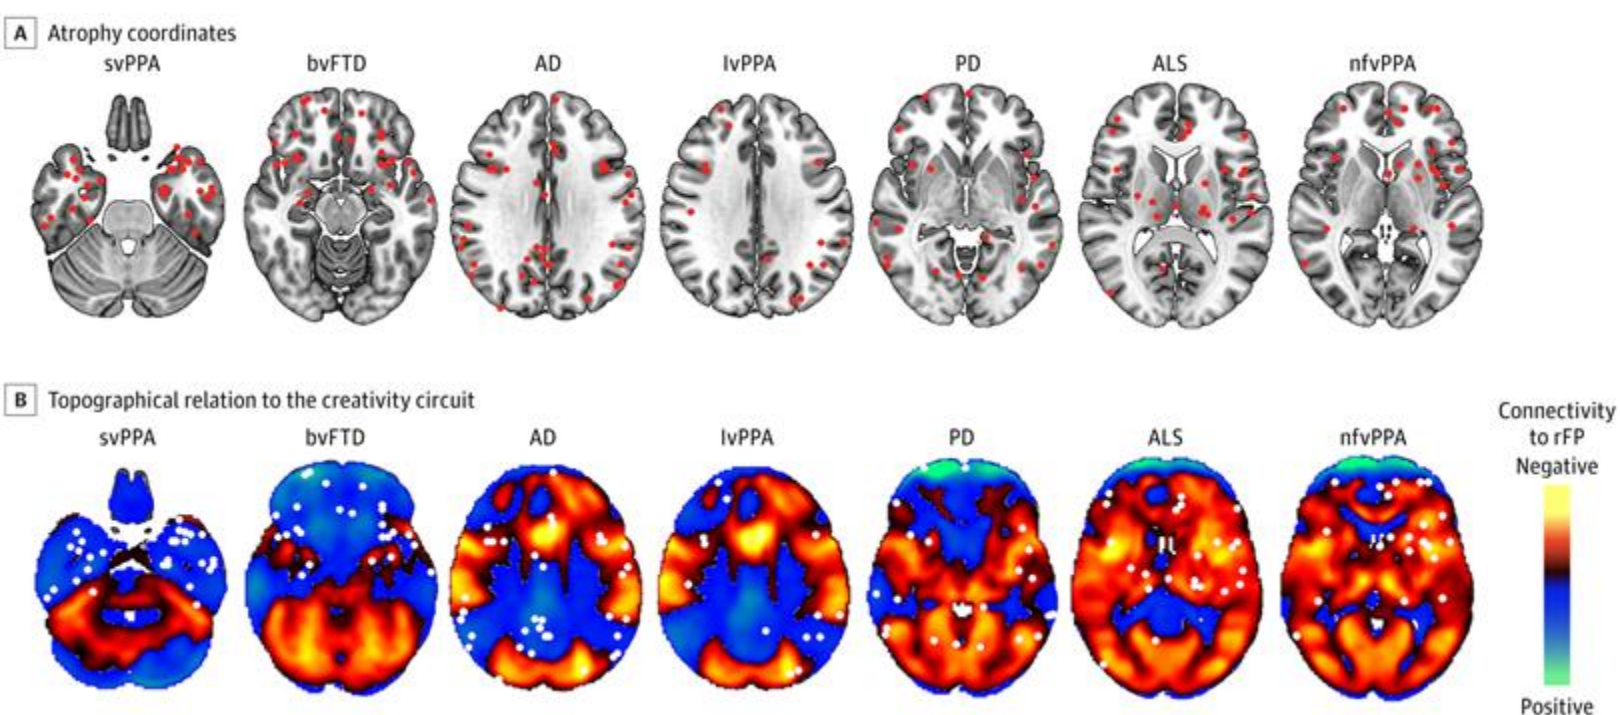 A Atrophy coordinates
svPPA bvFTD AD lvPPA PD ALS nfvPPA
B Topographical relation to the creativity circuit
svPPA bvFTD AD lvPPA PD ALS nfvPPA
Connectivity
to rFP
Negative
Positive